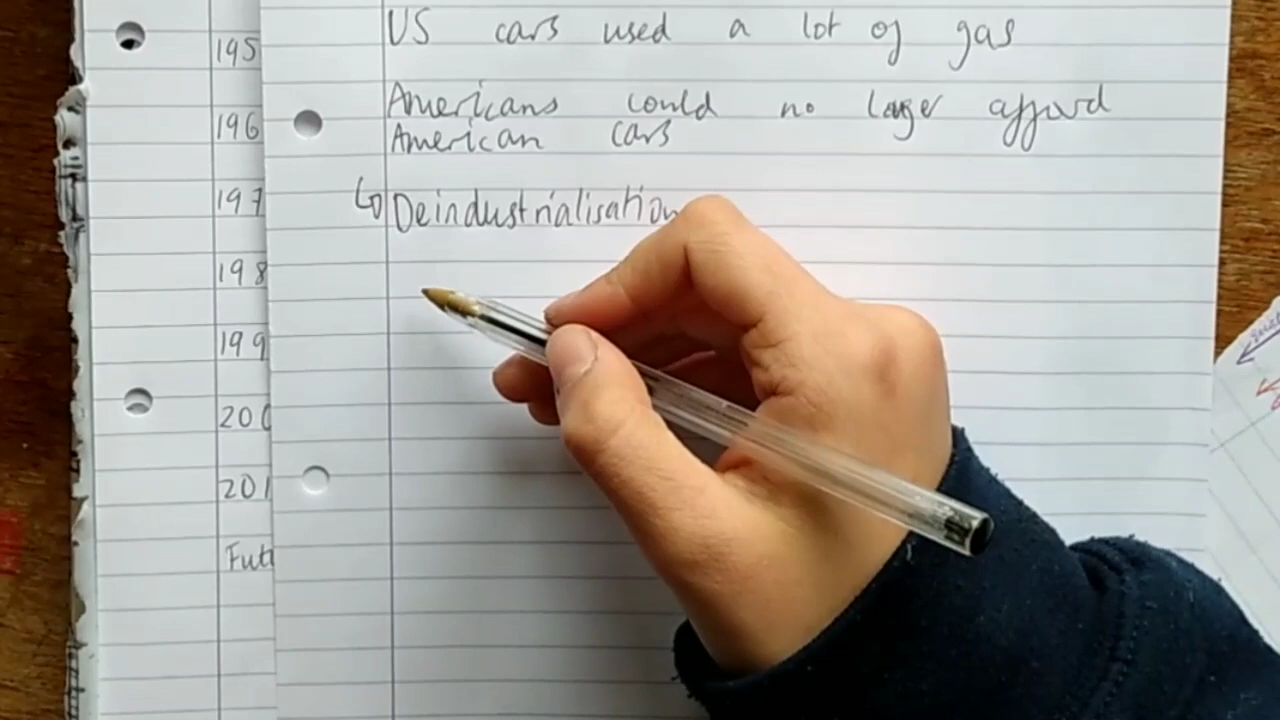 US cars used a lot of gas
Americans could no longer afford
American cars
↳ Deindustrialisation
195
196
197
198
199
200
201
Futu